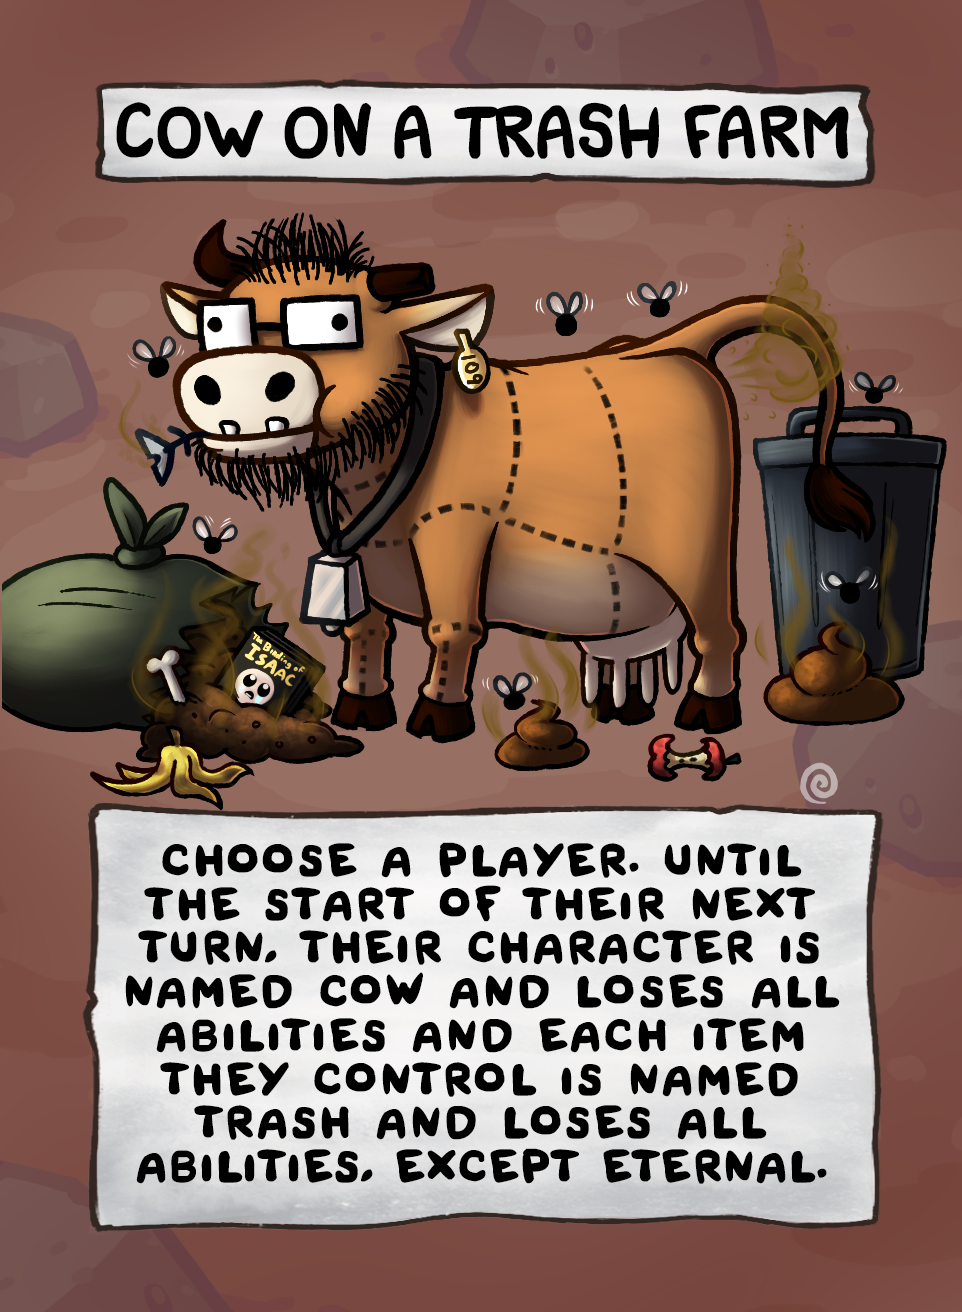 COW ON A TRASH FARM
109
The Binding of
ISAAC
CHOOSE A PLAYER. UNTIL
THE START OF THEIR NEXT
TURN, THEIR CHARACTER IS
NAMED COW AND LOSES ALL
ABILITIES AND EACH ITEM
THEY CONTROL IS NAMED
TRASH AND LOSES ALL
ABILITIES, EXCEPT ETERNAL.